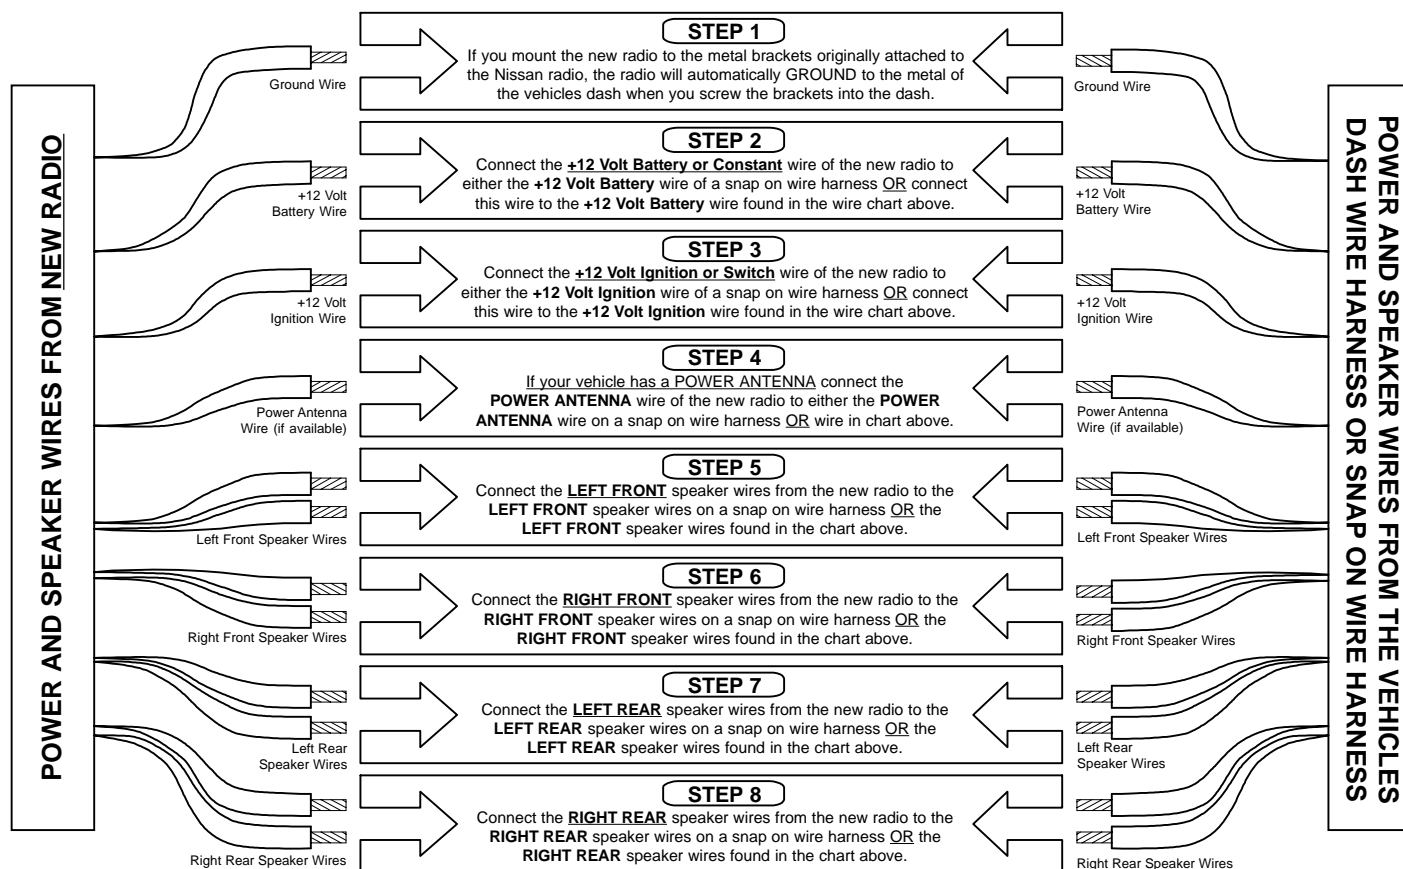 POWER AND SPEAKER WIRES FROM NEW RADIO
STEP 1
If you mount the new radio to the metal brackets originally attached to
the Nissan radio, the radio will automatically GROUND to the metal of
the vehicles dash when you screw the brackets into the dash.
Ground Wire
Ground Wire
STEP 2
Connect the +12 Volt Battery or Constant wire of the new radio to
either the +12 Volt Battery wire of a snap on wire harness OR connect
this wire to the +12 Volt Battery wire found in the wire chart above.
+12 Volt
Battery Wire
+12 Volt
Battery Wire
STEP 3
Connect the +12 Volt Ignition or Switch wire of the new radio to
either the +12 Volt Ignition wire of a snap on wire harness OR connect
this wire to the +12 Volt Ignition wire found in the wire chart above.
+12 Volt
Ignition Wire
+12 Volt
Ignition Wire
STEP 4
If your vehicle has a POWER ANTENNA connect the
POWER ANTENNA wire of the new radio to either the POWER
ANTENNA wire on a snap on wire harness OR wire in chart above.
Power Antenna
Wire (if available)
Power Antenna
Wire (if available)
STEP 5
Connect the LEFT FRONT speaker wires from the new radio to the
LEFT FRONT speaker wires on a snap on wire harness OR the
LEFT FRONT speaker wires found in the chart above.
Left Front Speaker Wires
Left Front Speaker Wires
STEP 6
Connect the RIGHT FRONT speaker wires from the new radio to the
RIGHT FRONT speaker wires on a snap on wire harness OR the
RIGHT FRONT speaker wires found in the chart above.
Right Front Speaker Wires
Right Front Speaker Wires
STEP 7
Connect the LEFT REAR speaker wires from the new radio to the
LEFT REAR speaker wires on a snap on wire harness OR the
LEFT REAR speaker wires found in the chart above.
Left Rear
Speaker Wires
Left Rear
Speaker Wires
STEP 8
Connect the RIGHT REAR speaker wires from the new radio to the
RIGHT REAR speaker wires on a snap on wire harness OR the
RIGHT REAR speaker wires found in the chart above.
Right Rear Speaker Wires
Right Rear Speaker Wires
POWER AND SPEAKER WIRES FROM THE VEHICLES
DASH WIRE HARNESS OR SNAP ON WIRE HARNESS